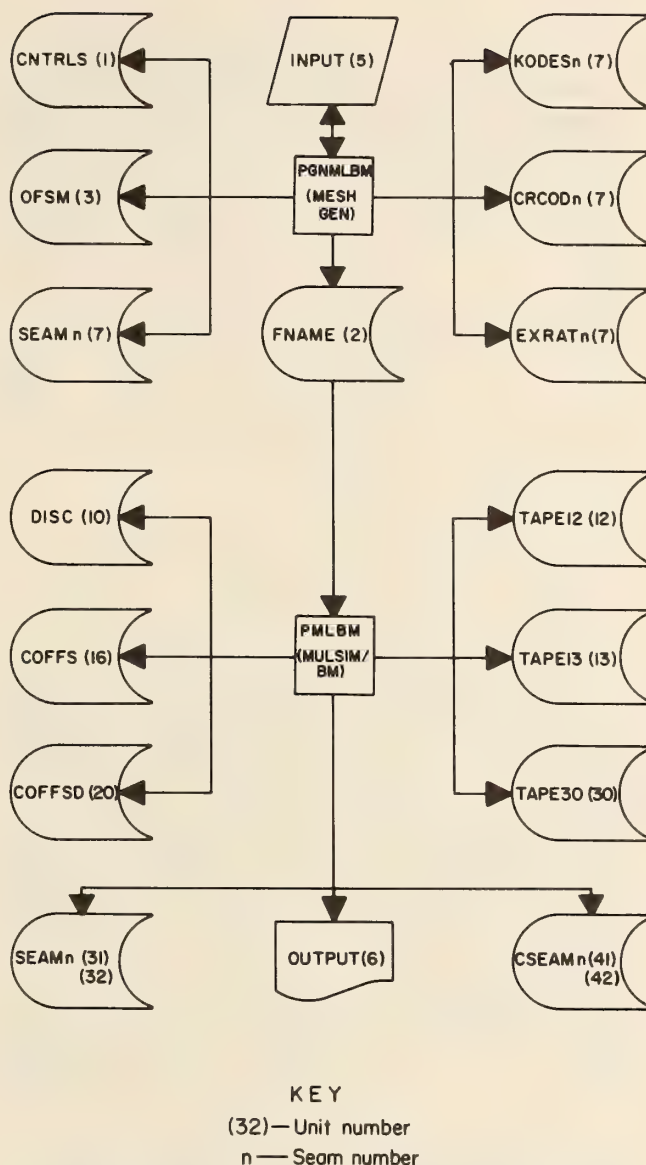 CNTRLS (1)
INPUT (5)
KODESn (7)
PGNMLBM
(MESH
GEN)
OFSM (3)
CRCODn (7)
SEAMn (7)
FNAME (2)
EXRATn(7)
DISC (10)
TAPE12 (12)
PMLBM
(MULSIM/
BM)
COFFS (16)
TAPE13 (13)
COFFSD (20)
TAPE30 (30)
SEAMn (31)
(32)
OUTPUT(6)
CSEAMn(41)
(42)
KEY
(32)—Unit number
n — Seam number